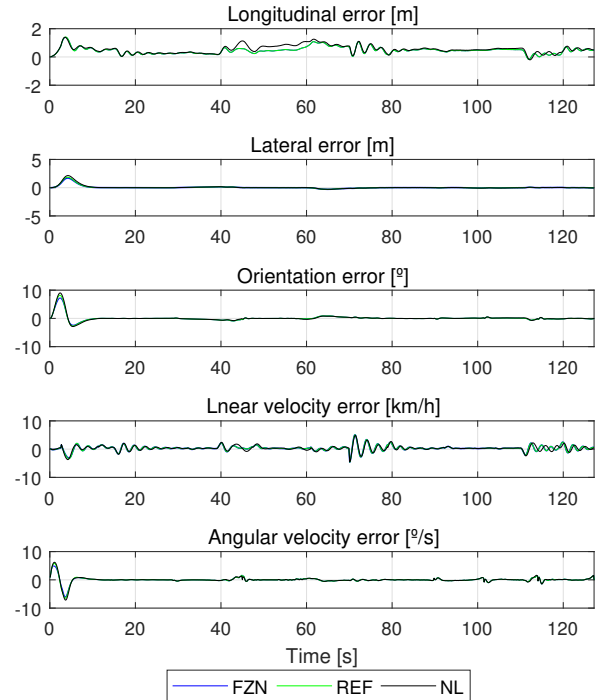 Longitudinal error [m]
2
0
-2
0 20 40 60 80 100 120
Lateral error [m]
5
0
-5
0 20 40 60 80 100 120
Orientation error [º]
10
0
-10
0 20 40 60 80 100 120
Lnear velocity error [km/h]
10
0
-10
0 20 40 60 80 100 120
Angular velocity error [º/s]
10
0
-10
0 20 40 60 80 100 120
Time [s]
FZN REF NL